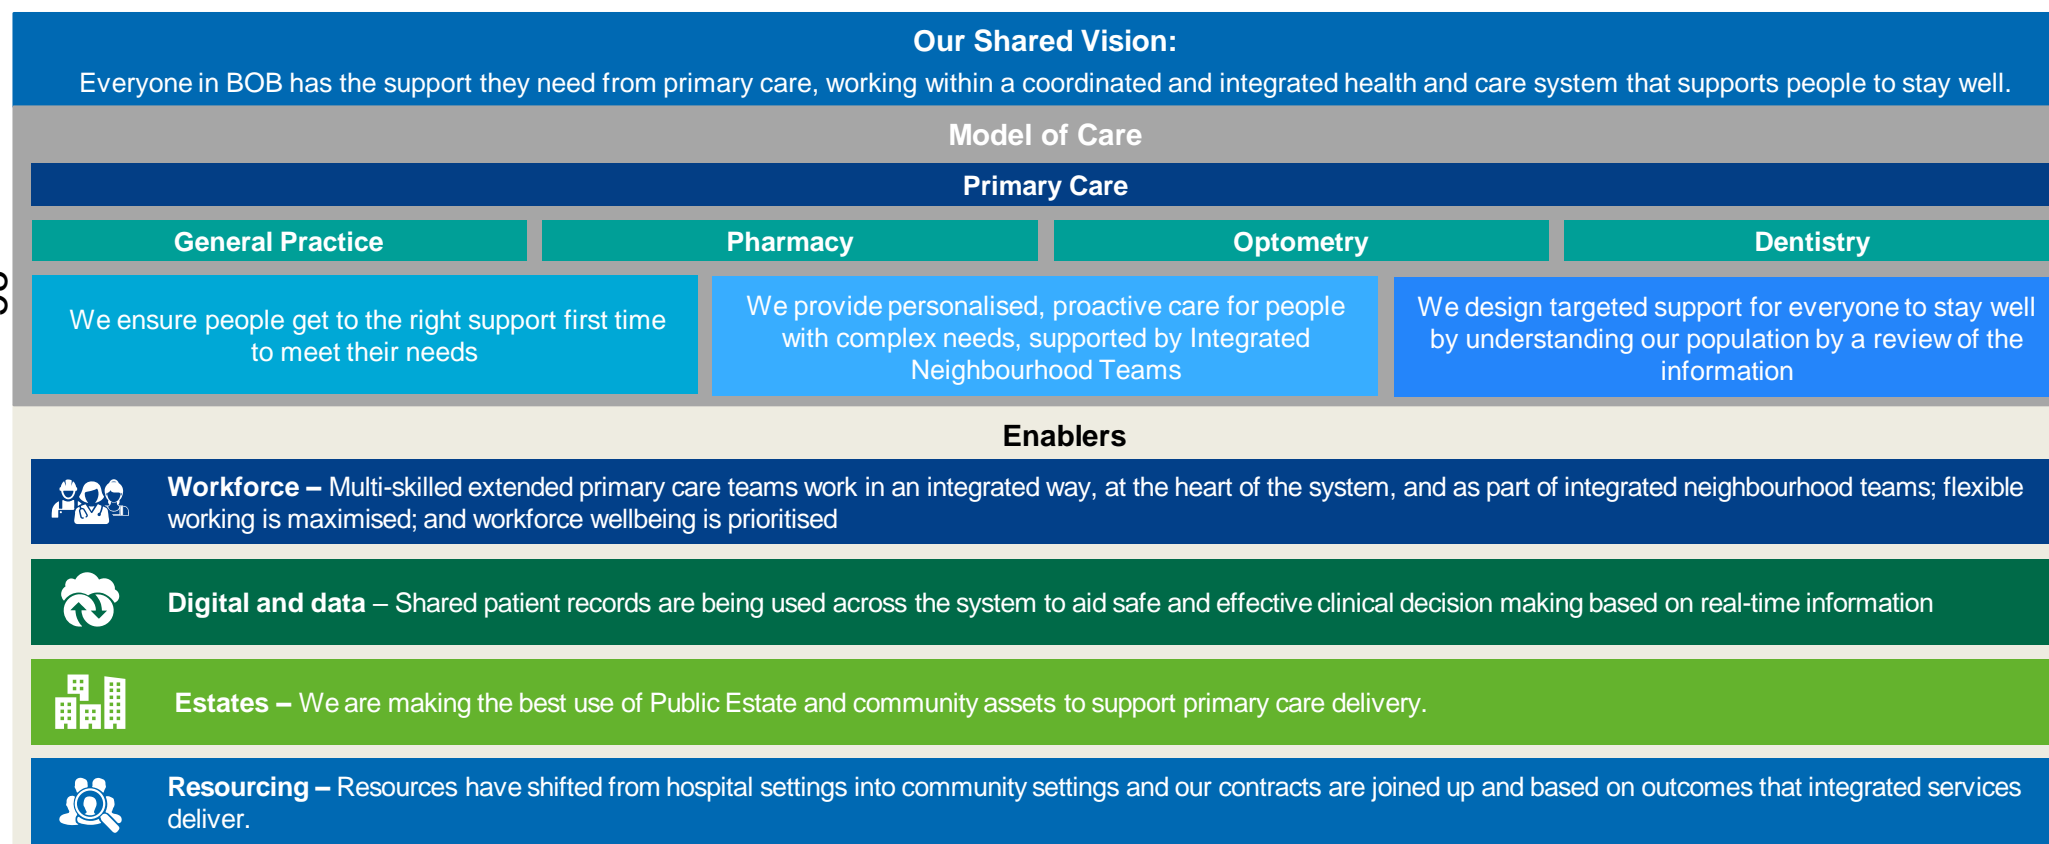 Our Shared Vision:
Everyone in BOB has the support they need from primary care, working within a coordinated and integrated health and care system that supports people to stay well.
Model of Care
Primary Care
General Practice
Pharmacy
Optometry
Dentistry
We ensure people get to the right support first time
to meet their needs
We provide personalised, proactive care for people
with complex needs, supported by Integrated
Neighbourhood Teams
We design targeted support for everyone to stay well
by understanding our population by a review of the
information
Enablers
Workforce – Multi-skilled extended primary care teams work in an integrated way, at the heart of the system, and as part of integrated neighbourhood teams; flexible
working is maximised; and workforce wellbeing is prioritised
Digital and data – Shared patient records are being used across the system to aid safe and effective clinical decision making based on real-time information
Estates – We are making the best use of Public Estate and community assets to support primary care delivery.
Resourcing – Resources have shifted from hospital settings into community settings and our contracts are joined up and based on outcomes that integrated services
deliver.